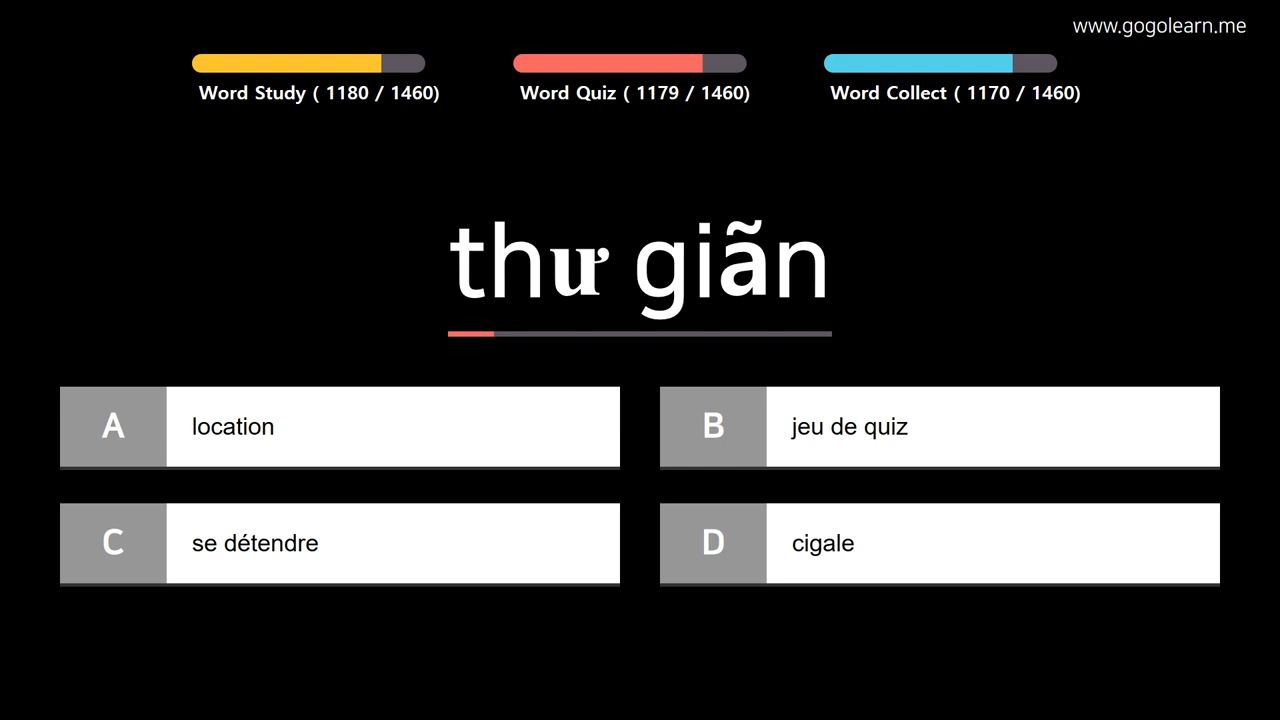 www.gogolearn.me
Word Study ( 1180 / 1460)
Word Quiz ( 1179 / 1460)
Word Collect ( 1170 / 1460)
thư giãn
A location
B jeu de quiz
C se détendre
D cigale